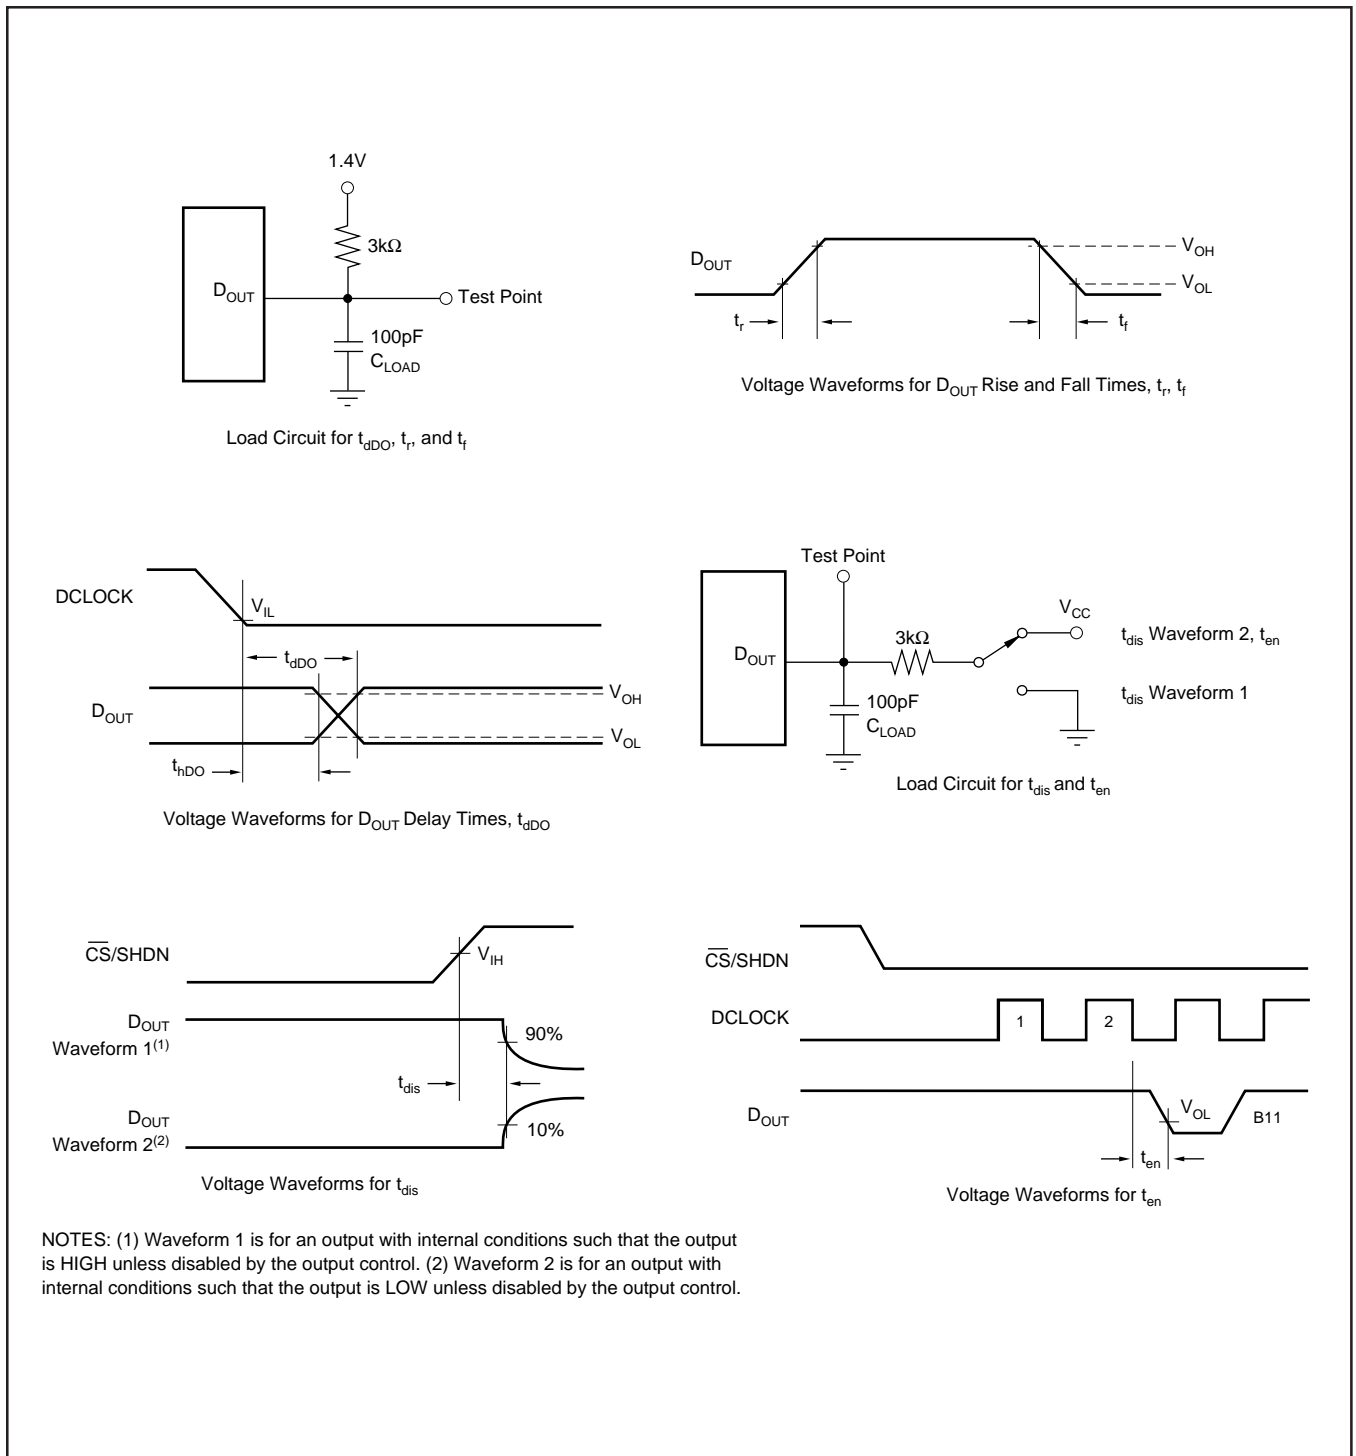 1.4V
3kΩ
DOUT
Test Point
100pF
CLOAD
Load Circuit for tdDO, tr, and tf
DOUT
VOH
VOL
tr
tf
Voltage Waveforms for DOUT Rise and Fall Times, tr, tf
DCLOCK
VIL
tdDO
DOUT
VOH
VOL
thDO
Voltage Waveforms for DOUT Delay Times, tdDO
Test Point
VCC
3kΩ
tdis Waveform 2, ten
DOUT
tdis Waveform 1
100pF
CLOAD
Load Circuit for tdis and ten
C̅S̅/SHDN
VIH
DOUT
Waveform 1(1)
90%
tdis
DOUT
Waveform 2(2)
10%
Voltage Waveforms for tdis
C̅S̅/SHDN
DCLOCK
1
2
DOUT
VOL
B11
ten
Voltage Waveforms for ten
NOTES: (1) Waveform 1 is for an output with internal conditions such that the output
is HIGH unless disabled by the output control. (2) Waveform 2 is for an output with
internal conditions such that the output is LOW unless disabled by the output control.